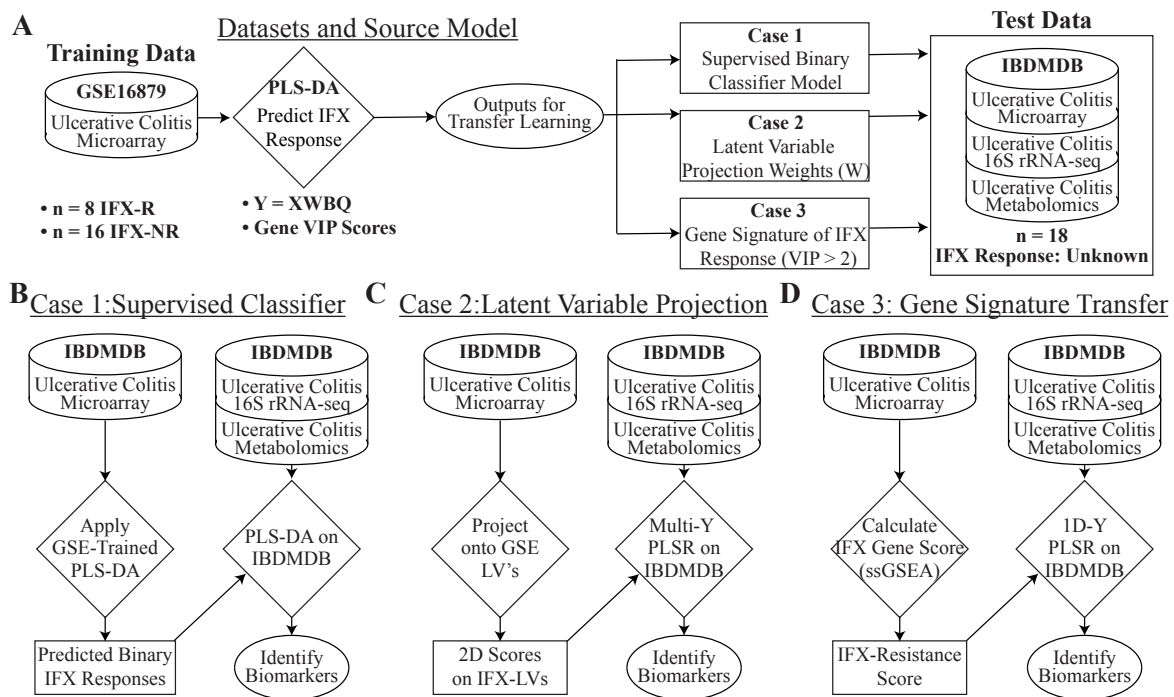 A
Datasets and Source Model
Training Data
GSE16879
Ulcerative Colitis
Microarray
• n = 8 IFX-R
• n = 16 IFX-NR
PLS-DA
Predict IFX
Response
• Y = XWBQ
• Gene VIP Scores
Outputs for
Transfer Learning
Case 1
Supervised Binary
Classifier Model
Case 2
Latent Variable
Projection Weights (W)
Case 3
Gene Signature of IFX
Response (VIP > 2)
Test Data
IBDMDB
Ulcerative Colitis
Microarray
Ulcerative Colitis
16S rRNA-seq
Ulcerative Colitis
Metabolomics
n = 18
IFX Response: Unknown
B
Case 1:Supervised Classifier
IBDMDB
Ulcerative Colitis
Microarray
Apply
GSE-Trained
PLS-DA
Predicted Binary
IFX Responses
IBDMDB
Ulcerative Colitis
16S rRNA-seq
Ulcerative Colitis
Metabolomics
PLS-DA on
IBDMDB
Identify
Biomarkers
C
Case 2:Latent Variable Projection
IBDMDB
Ulcerative Colitis
Microarray
Project
onto GSE
LV's
2D Scores
on IFX-LVs
IBDMDB
Ulcerative Colitis
16S rRNA-seq
Ulcerative Colitis
Metabolomics
Multi-Y
PLSR on
IBDMDB
Identify
Biomarkers
D
Case 3: Gene Signature Transfer
IBDMDB
Ulcerative Colitis
Microarray
Calculate
IFX Gene Score
(ssGSEA)
IFX-Resistance
Score
IBDMDB
Ulcerative Colitis
16S rRNA-seq
Ulcerative Colitis
Metabolomics
1D-Y
PLSR on
IBDMDB
Identify
Biomarkers